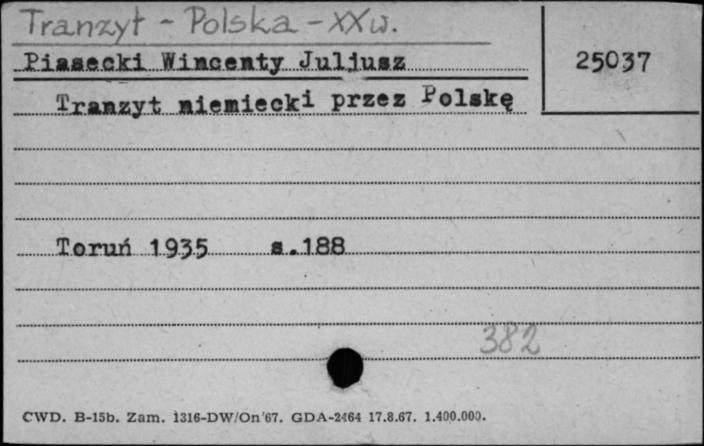 Tranzyt - Polska - XX w.
Piasecki Wincenty Juljusz
25037
Tranzyt niemiecki przez Polskę
Toruń 1935 s.188
382
CWD. B-15b. Zam. 1316-DW/On'67. GDA-2464 17.8.67. 1.400.000.